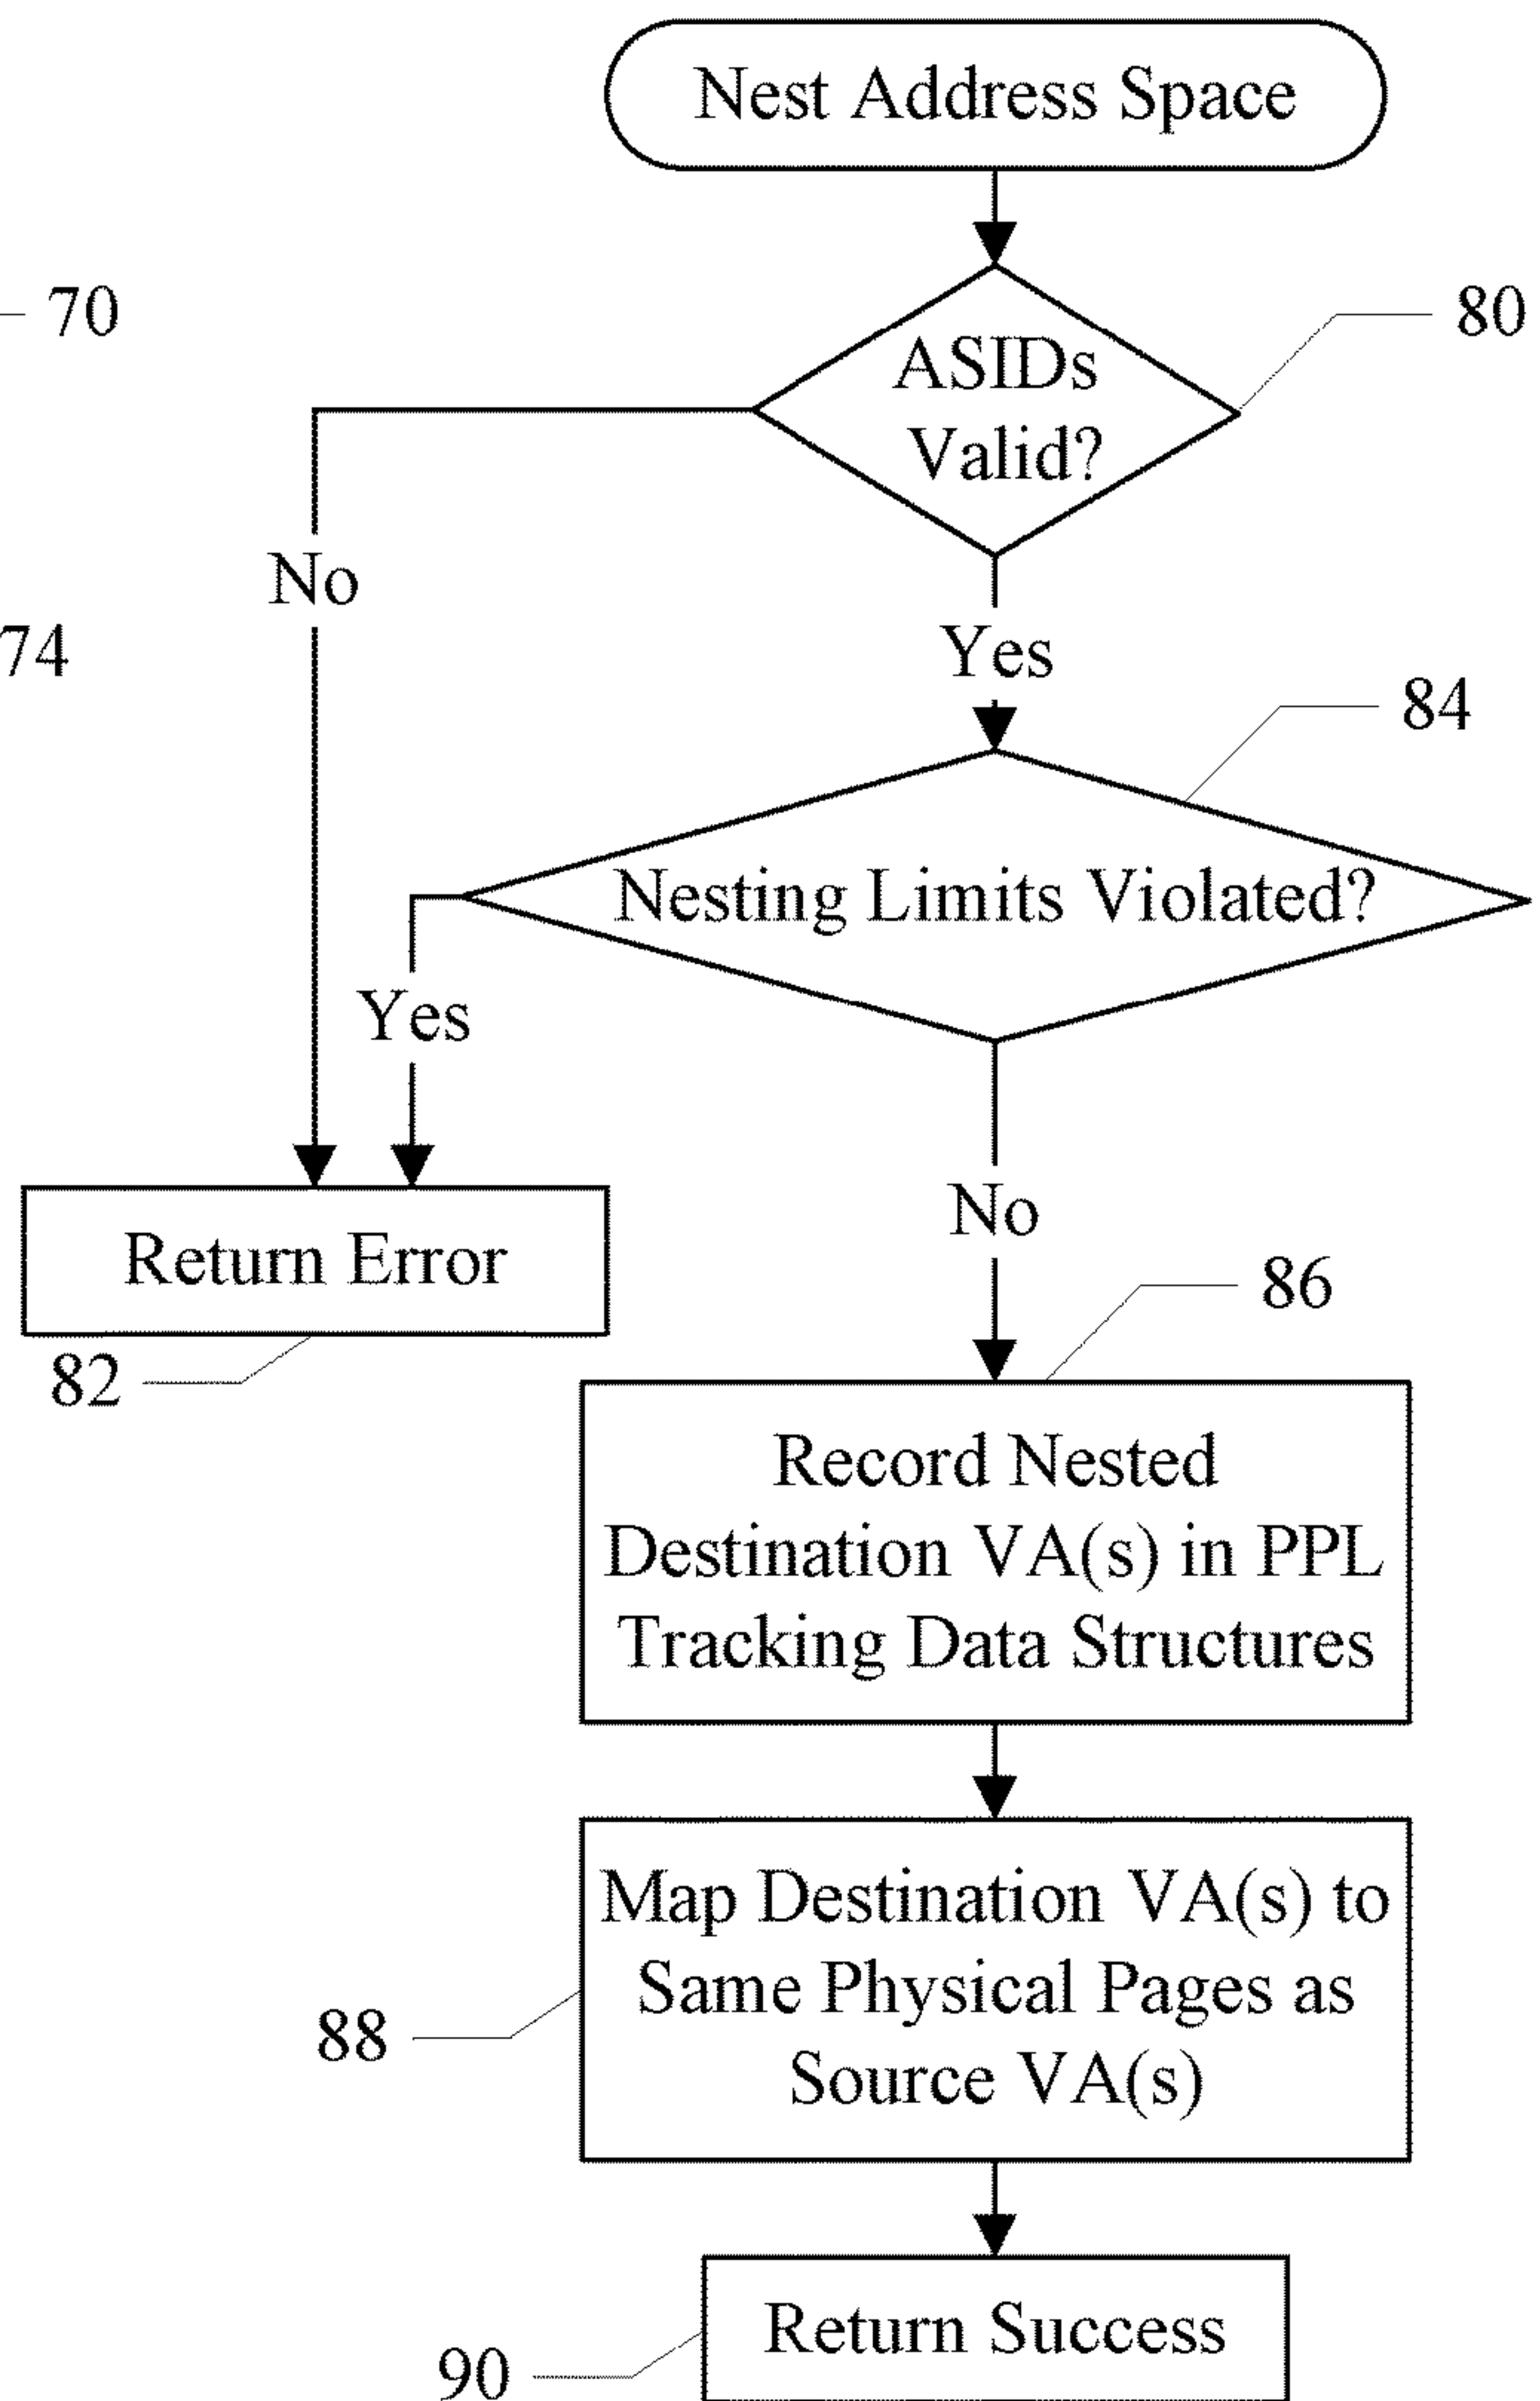 Nest Address Space
70
80
ASIDs
Valid?
No
74
Yes
84
Nesting Limits Violated?
Yes
No
Return Error
86
82
Record Nested
Destination VA(s) in PPL
Tracking Data Structures
Map Destination VA(s) to
Same Physical Pages as
88
Source VA(s)
Return Success
90